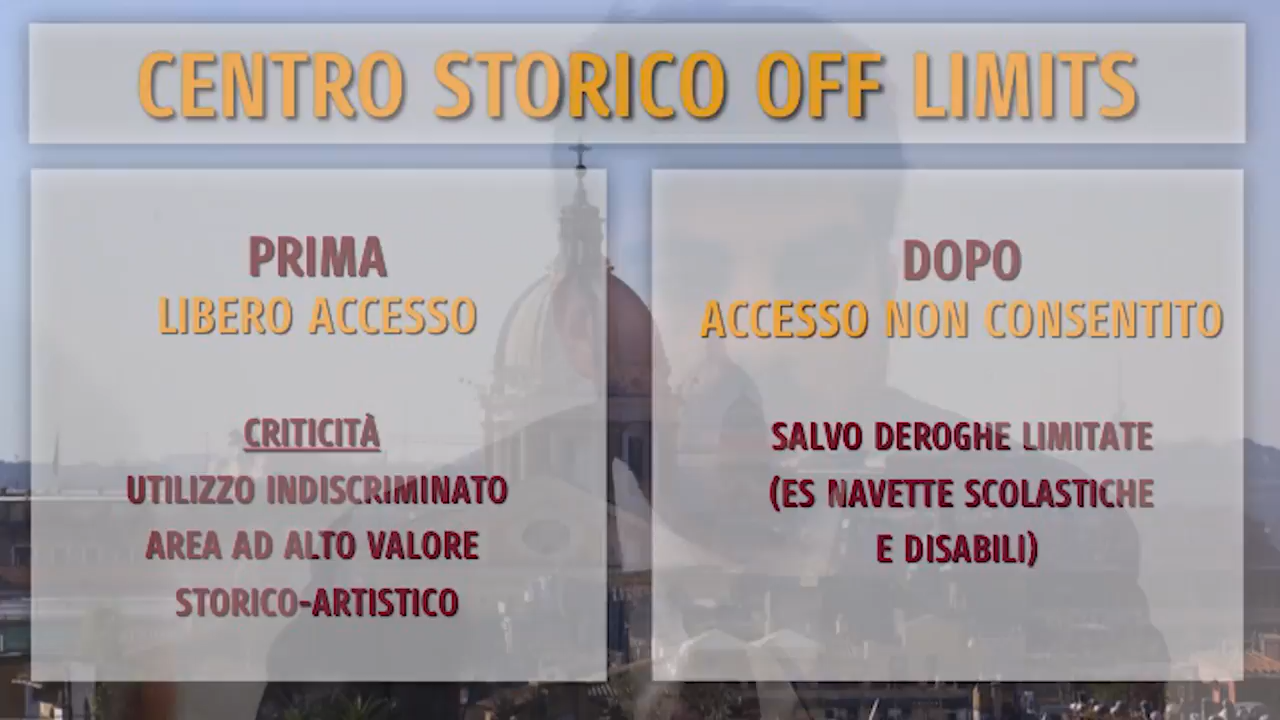 CENTRO STORICO OFF LIMITS
PRIMA
LIBERO ACCESSO
CRITICITÀ
UTILIZZO INDISCRIMINATO
AREA AD ALTO VALORE
STORICO-ARTISTICO
DOPO
ACCESSO NON CONSENTITO
SALVO DEROGHE LIMITATE
(ES NAVETTE SCOLASTICHE
E DISABILI)